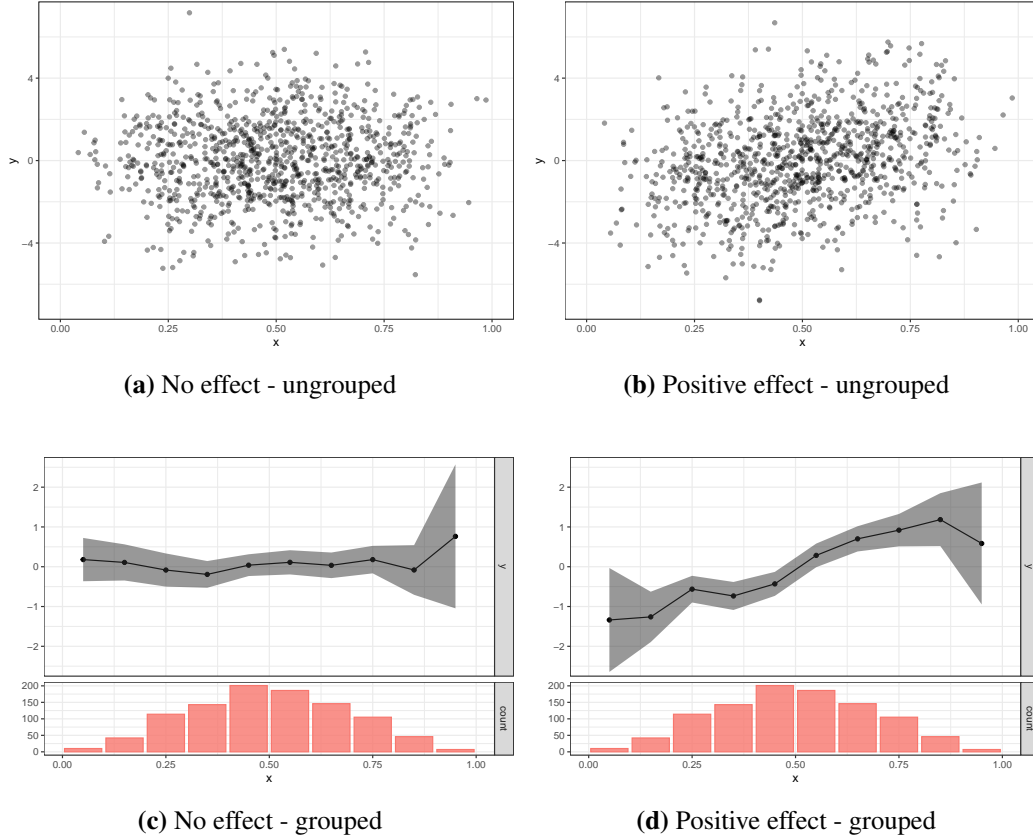 4
0
−4
y
0.00 0.25 0.50 0.75 1.00
x
4
0
−4
y
0.00 0.25 0.50 0.75 1.00
x
(a) No effect - ungrouped
(b) Positive effect - ungrouped
2
1
0
−1
−2
y
200
150
100
50
0
count
0.00 0.25 0.50 0.75 1.00
x
2
1
0
−1
−2
y
200
150
100
50
0
count
0.00 0.25 0.50 0.75 1.00
x
(c) No effect - grouped
(d) Positive effect - grouped